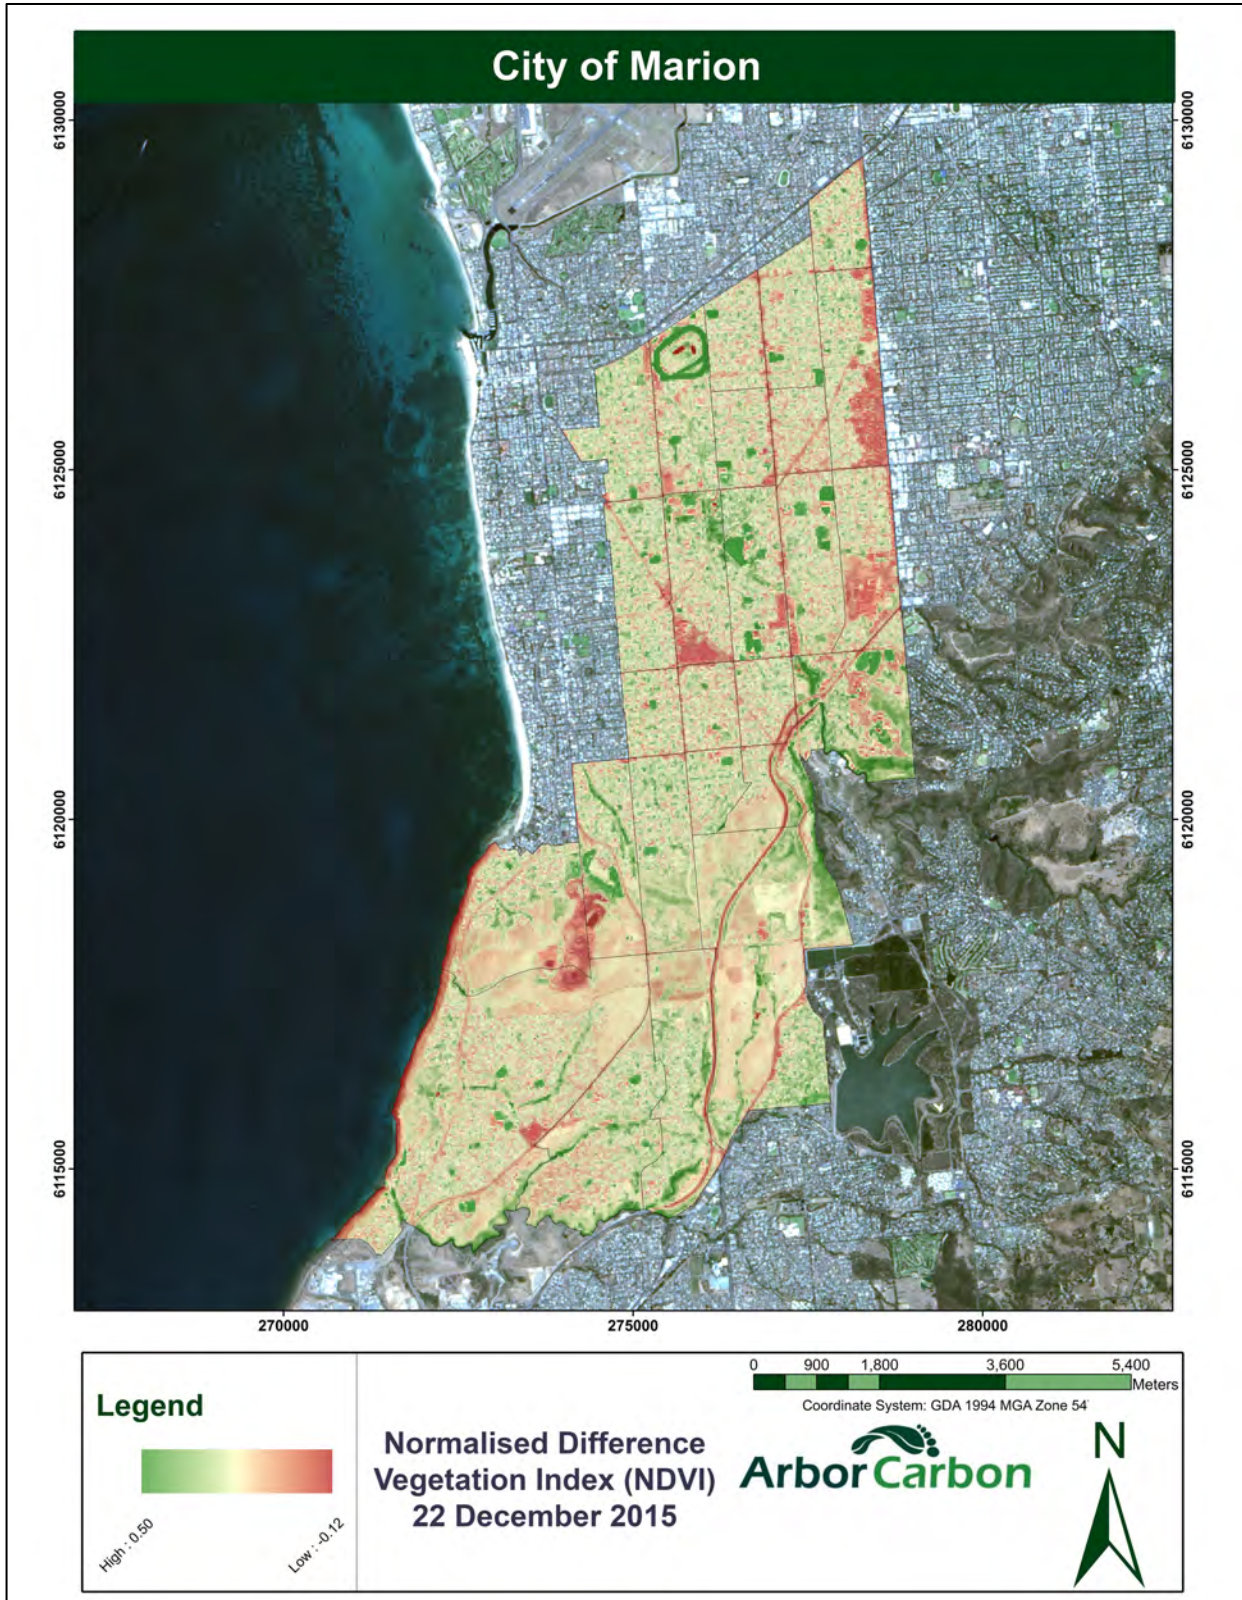 City of Marion
6130000
6130000
6125000
6125000
6120000
6120000
6115000
6115000
270000
275000
280000
Legend
High : 0.50
Low : -0.12
Normalised Difference
Vegetation Index (NDVI)
22 December 2015
0 900 1,800 3,600 5,400
Meters
Coordinate System: GDA 1994 MGA Zone 54
ArborCarbon
N